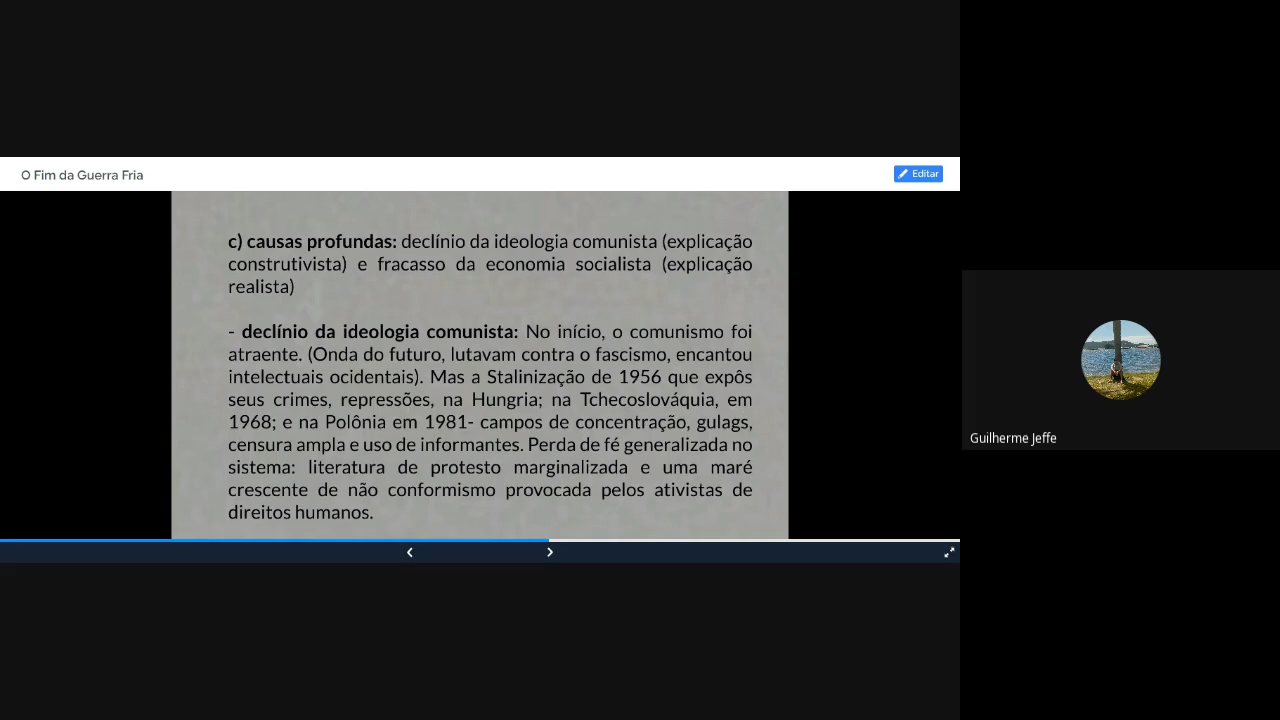 O Fim da Guerra Fria
Editar
c) causas profundas: declínio da ideologia comunista (explicação
construtivista) e fracasso da economia socialista (explicação
realista)
- declínio da ideologia comunista: No início, o comunismo foi
atraente. (Onda do futuro, lutavam contra o fascismo, encantou
intelectuais ocidentais). Mas a Stalinização de 1956 que expôs
seus crimes, repressões, na Hungria; na Tchecoslováquia, em
1968; e na Polônia em 1981- campos de concentração, gulags,
censura ampla e uso de informantes. Perda de fé generalizada no
sistema: literatura de protesto marginalizada e uma maré
crescente de não conformismo provocada pelos ativistas de
direitos humanos.
Guilherme Jeffe